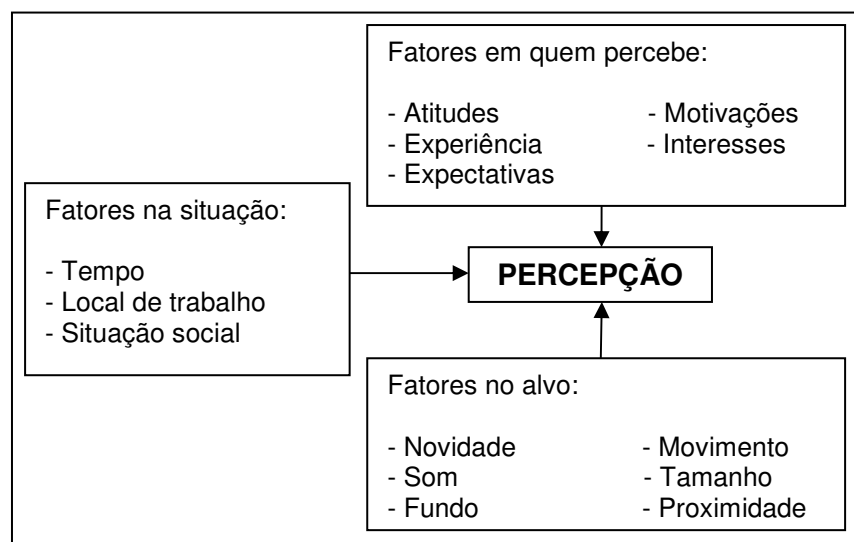 Fatores em quem percebe:
- Atitudes - Motivações
- Experiência - Interesses
- Expectativas
Fatores na situação:
- Tempo
- Local de trabalho
- Situação social
PERCEPÇÃO
Fatores no alvo:
- Novidade - Movimento
- Som - Tamanho
- Fundo - Proximidade